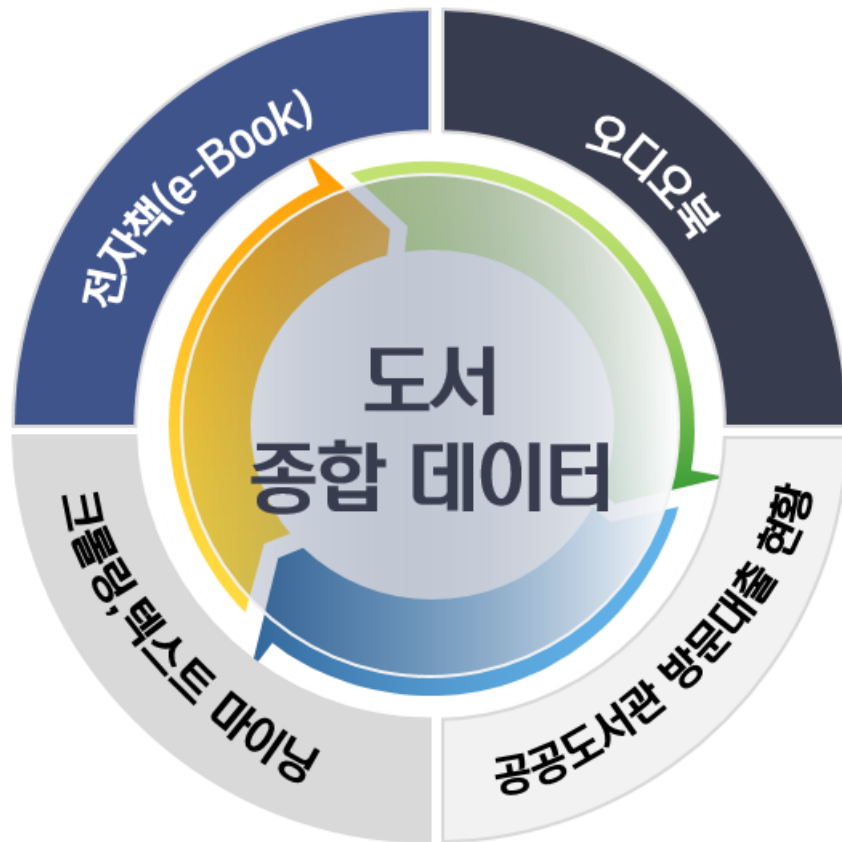 전자책(e-Book)
오디오북
도서
종합 데이터
크롤링, 텍스트 마이닝
공공도서관 방문대출 현황